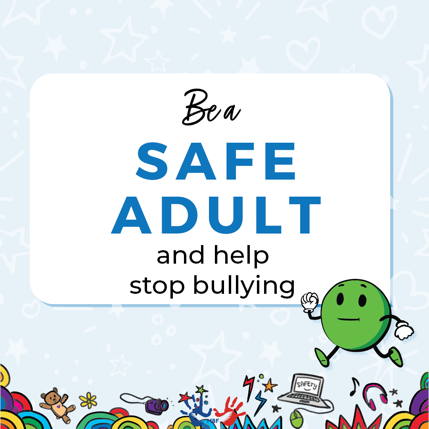 Be a
SAFE
ADULT
and help
stop bullying
safety